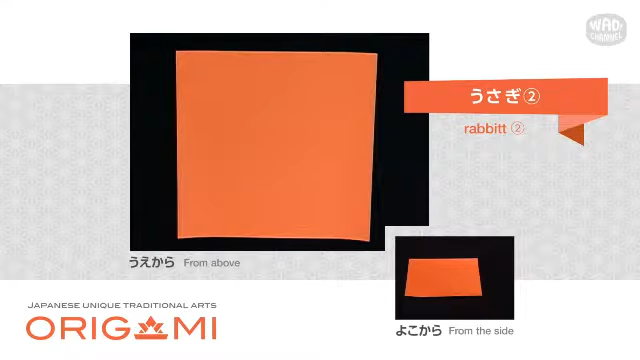 WAO!
CHANNEL
うさぎ②
rabbitt ②
うえから From above
よこから From the side
JAPANESE UNIQUE TRADITIONAL ARTS
ORIGAMI